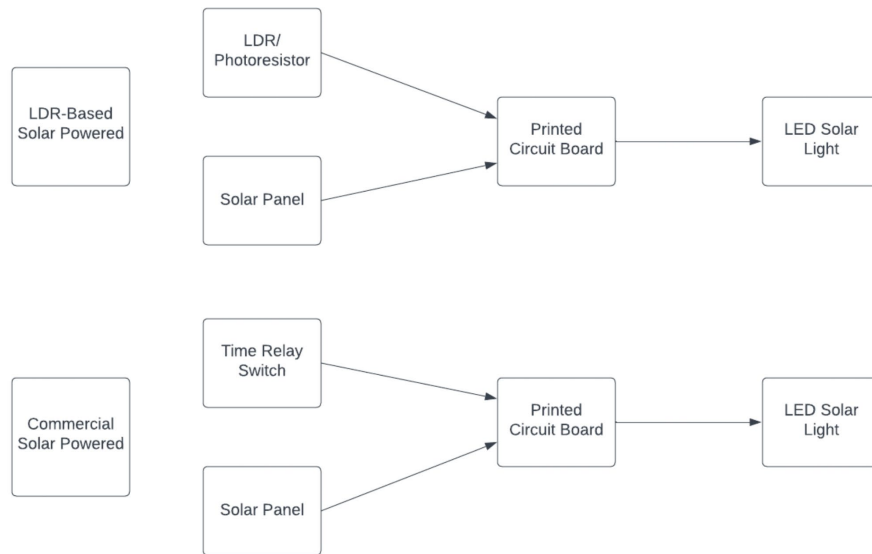 LDR-Based
Solar Powered
LDR/
Photoresistor
Solar Panel
Printed
Circuit Board
LED Solar
Light
Commercial
Solar Powered
Time Relay
Switch
Solar Panel
Printed
Circuit Board
LED Solar
Light